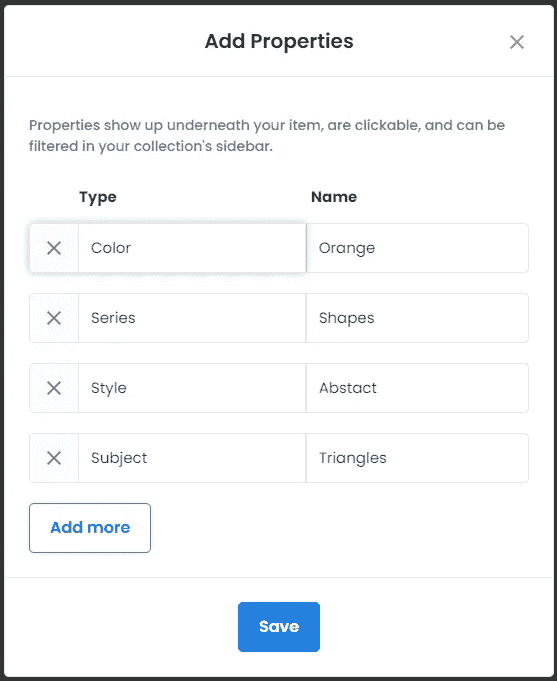 Add Properties
Properties show up underneath your item, are clickable, and can be
filtered in your collection's sidebar.
Type Name
Color Orange
Series Shapes
Style Abstact
Subject Triangles
Add more
Save